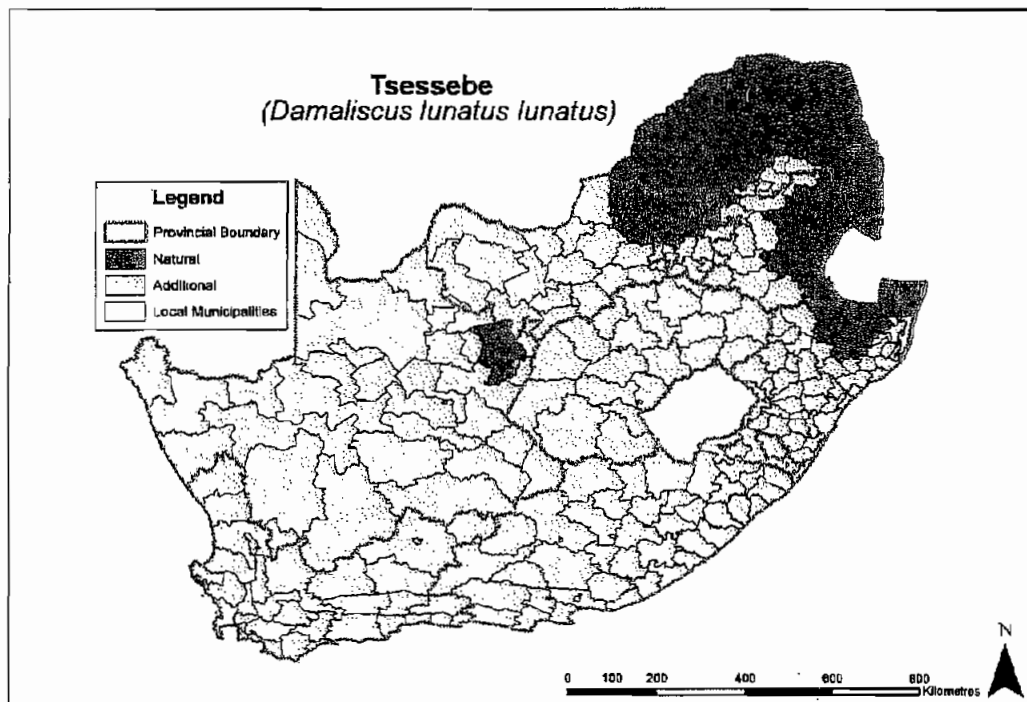 Tsessebe
(Damaliscus lunatus lunatus)
Legend
Provincial Boundary
Natural
Additional
Local Municipalities
N
0 100 200 400 600 800
Kilometres